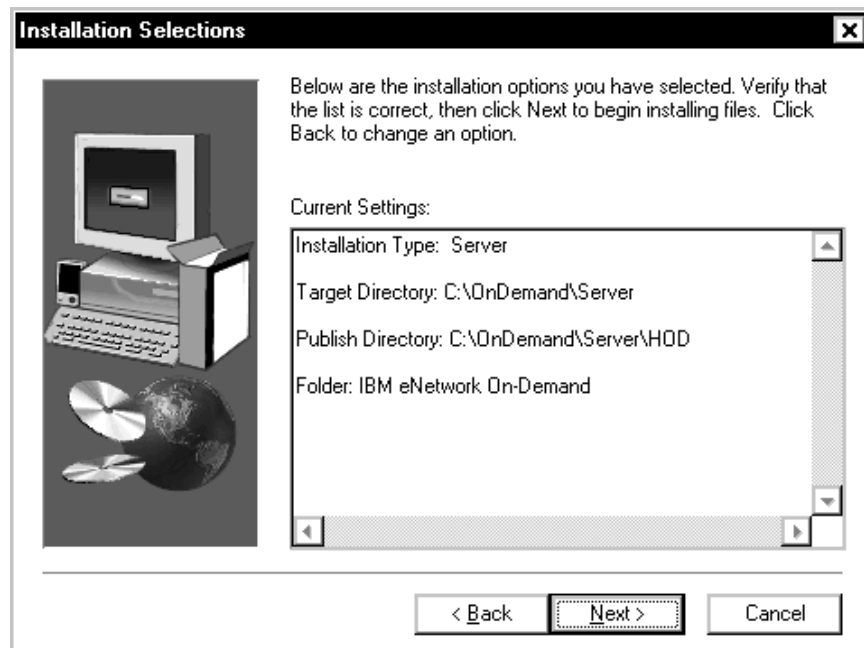 Installation Selections
Below are the installation options you have selected. Verify that
the list is correct, then click Next to begin installing files. Click
Back to change an option.
Current Settings:
Installation Type: Server
Target Directory: C:\OnDemand\Server
Publish Directory: C:\OnDemand\Server\HOD
Folder: IBM eNetwork On-Demand
< Back
Next >
Cancel